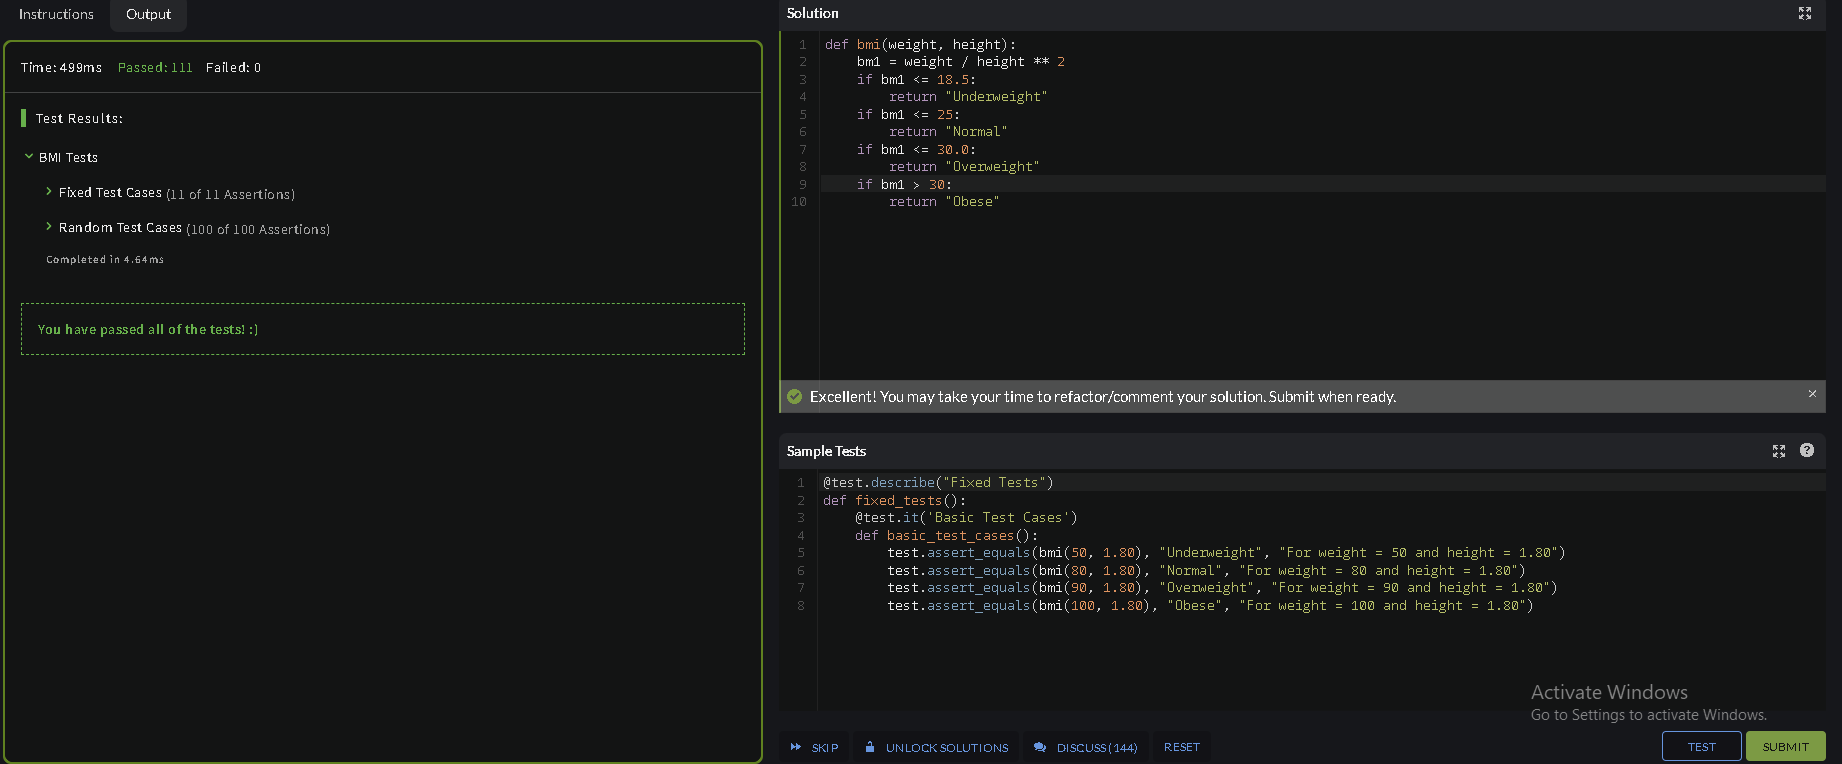 Instructions
Output
Time: 499ms Passed: 111 Failed: 0
Test Results:
BMI Tests
Fixed Test Cases (11 of 11 Assertions)
Random Test Cases (100 of 100 Assertions)
Completed in 4.64ms
You have passed all of the tests! :)
Solution
1 def bmi(weight, height):
2     bm1 = weight / height ** 2
3     if bm1 <= 18.5:
4         return "Underweight"
5     if bm1 <= 25:
6         return "Normal"
7     if bm1 <= 30.0:
8         return "Overweight"
9     if bm1 > 30:
10         return "Obese"
Excellent! You may take your time to refactor/comment your solution. Submit when ready.
Sample Tests
1 @test.describe("Fixed Tests")
2 def fixed_tests():
3     @test.it('Basic Test Cases')
4     def basic_test_cases():
5         test.assert_equals(bmi(50, 1.80), "Underweight", "For weight = 50 and height = 1.80")
6         test.assert_equals(bmi(80, 1.80), "Normal", "For weight = 80 and height = 1.80")
7         test.assert_equals(bmi(90, 1.80), "Overweight", "For weight = 90 and height = 1.80")
8         test.assert_equals(bmi(100, 1.80), "Obese", "For weight = 100 and height = 1.80")
Activate Windows
Go to Settings to activate Windows.
SKIP
UNLOCK SOLUTIONS
DISCUSS (144)
RESET
TEST
SUBMIT